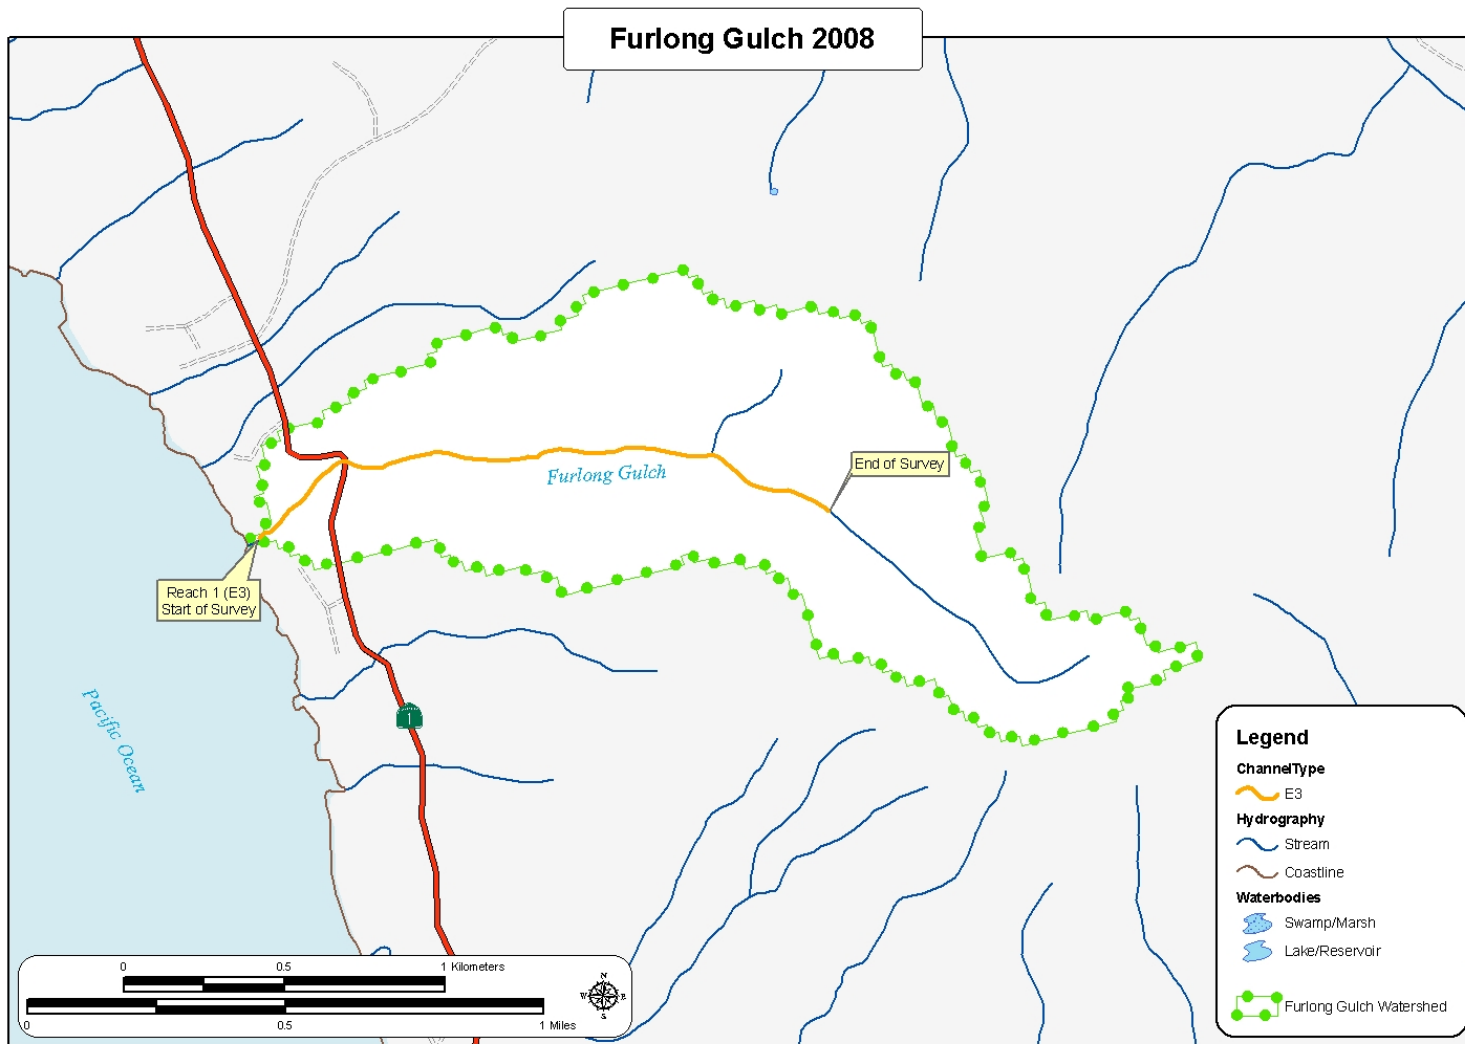 Furlong Gulch 2008
End of Survey
Furlong Gulch
Reach 1 (E3)
Start of Survey
Pacific Ocean
1
Legend
ChannelType
E3
Hydrography
Stream
Coastline
Waterbodies
Swamp/Marsh
Lake/Reservoir
Furlong Gulch Watershed
0 0.5 1 Kilometers
0 0.5 1 Miles
N
W E
S